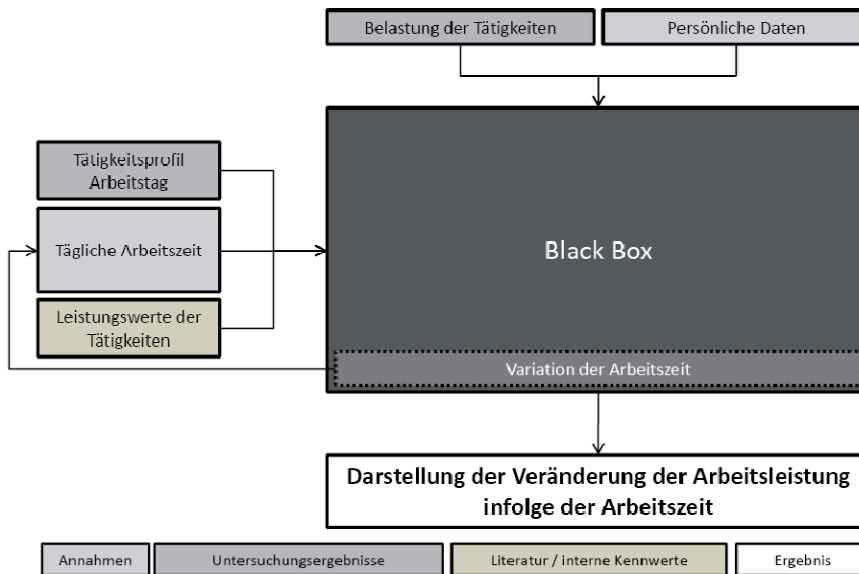 Belastung der Tätigkeiten
Persönliche Daten
Tätigkeitsprofil
Arbeitstag
Tägliche Arbeitszeit
Leistungswerte der
Tätigkeiten
Black Box
Variation der Arbeitszeit
Darstellung der Veränderung der Arbeitsleistung
infolge der Arbeitszeit
Annahmen
Untersuchungsergebnisse
Literatur / interne Kennwerte
Ergebnis